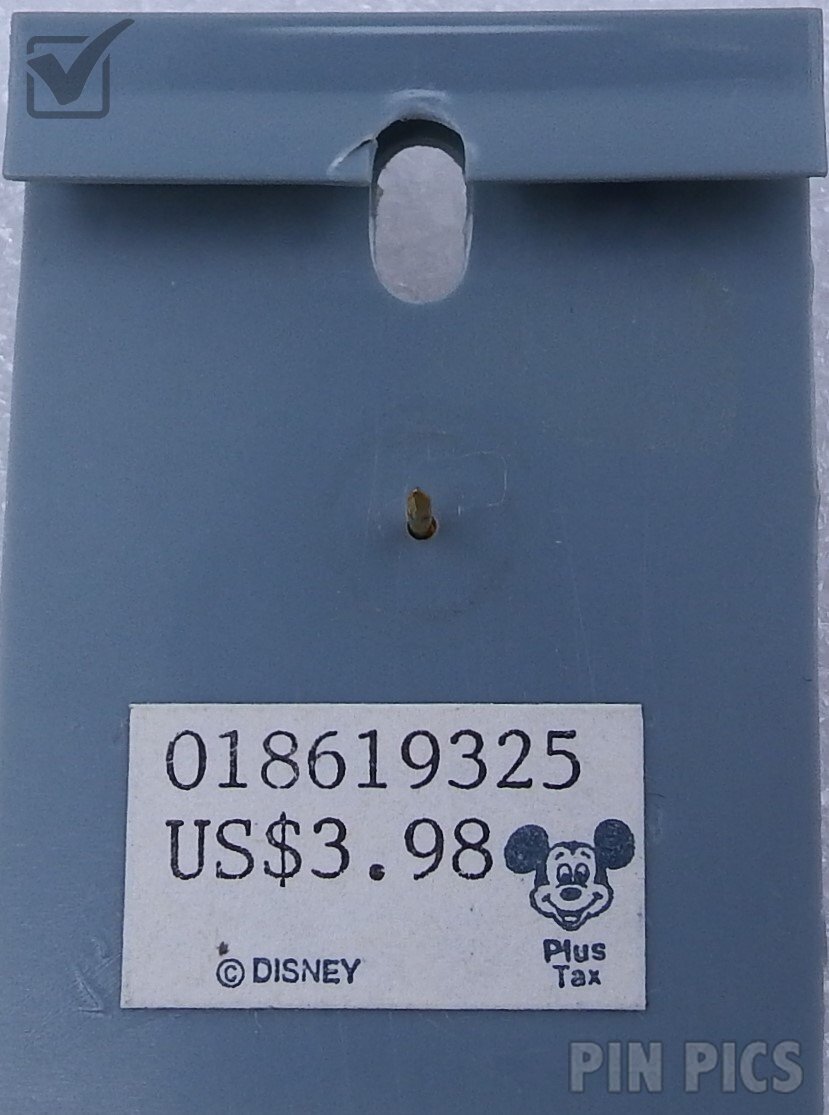 018619325
US$3.98
© DISNEY
Plus
Tax
PIN PICS